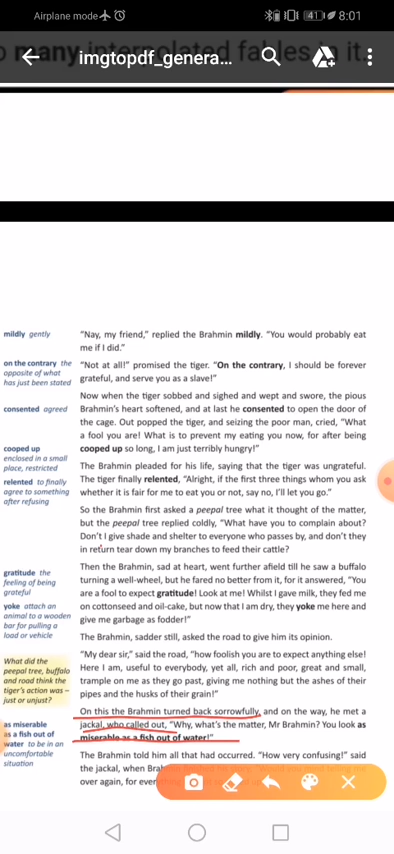 Airplane mode 41 8:01
many interpolated fables in it.
imgtopdf_genera...
mildly gently
"Nay, my friend," replied the Brahmin mildly. "You would probably eat
me if I did."
on the contrary the
opposite of what
has just been stated
"Not at all!" promised the tiger. "On the contrary, I should be forever
grateful, and serve you as a slave!"
consented agreed
Now when the tiger sobbed and sighed and wept and swore, the pious
Brahmin's heart softened, and at last he consented to open the door of
the cage. Out popped the tiger, and seizing the poor man, cried, "What
a fool you are! What is to prevent my eating you now, for after being
cooped up so long, I am just terribly hungry!"
cooped up
enclosed in a small
place, restricted
relented to finally
agree to something
after refusing
The Brahmin pleaded for his life, saying that the tiger was ungrateful.
The tiger finally relented, "Alright, if the first three things whom you ask
whether it is fair for me to eat you or not, say no, I'll let you go."
So the Brahmin first asked a peepal tree what it thought of the matter,
but the peepal tree replied coldly, "What have you to complain about?
Don't I give shade and shelter to everyone who passes by, and don't they
in return tear down my branches to feed their cattle?
gratitude the
feeling of being
grateful
yoke attach an
animal to a wooden
bar for pulling a
load or vehicle
Then the Brahmin, sad at heart, went further afield till he saw a buffalo
turning a well-wheel, but he fared no better from it, for it answered, "You
are a fool to expect gratitude! Look at me! Whilst I gave milk, they fed me
on cottonseed and oil-cake, but now that I am dry, they yoke me here and
give me garbage as fodder!"
The Brahmin, sadder still, asked the road to give him its opinion.
What did the
peepal tree, buffalo
and road think the
tiger's action was –
just or unjust?
"My dear sir," said the road, "how foolish you are to expect anything else!
Here I am, useful to everybody, yet all, rich and poor, great and small,
trample on me as they go past, giving me nothing but the ashes of their
pipes and the husks of their grain!"
as miserable
as a fish out of
water to be in an
uncomfortable
situation
On this the Brahmin turned back sorrowfully, and on the way, he met a
jackal, who called out, "Why, what's the matter, Mr Brahmin? You look as
miserable as a fish out of water!"
The Brahmin told him all that had occurred. "How very confusing!" said
the jackal, when
over again, for